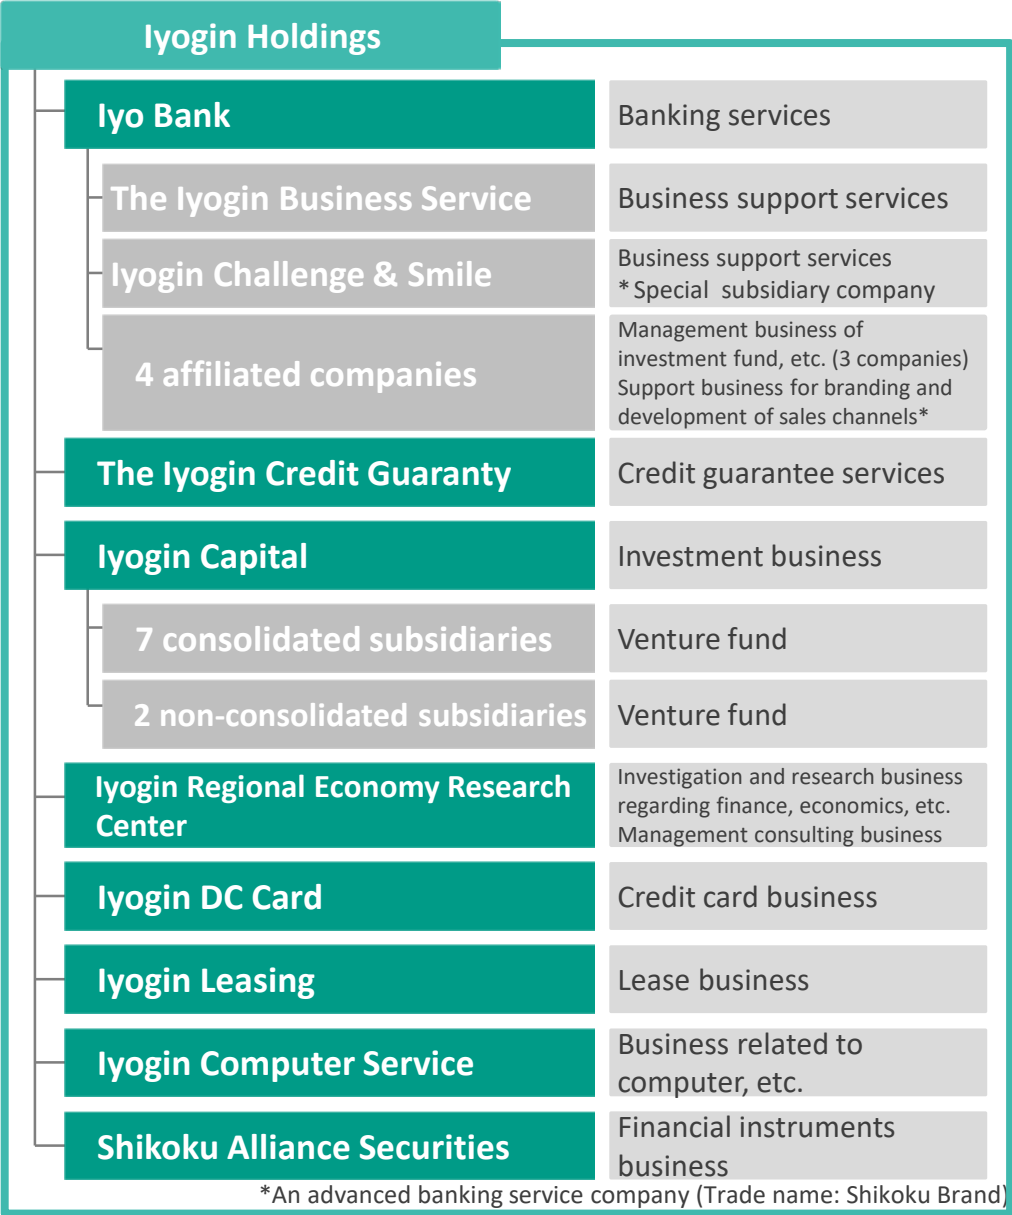 Iyogin Holdings
Iyo Bank
Banking services
The Iyogin Business Service
Business support services
Iyogin Challenge & Smile
Business support services
* Special subsidiary company
4 affiliated companies
Management business of
investment fund, etc. (3 companies)
Support business for branding and
development of sales channels*
The Iyogin Credit Guaranty
Credit guarantee services
Iyogin Capital
Investment business
7 consolidated subsidiaries
Venture fund
2 non-consolidated subsidiaries
Venture fund
Iyogin Regional Economy Research
Center
Investigation and research business
regarding finance, economics, etc.
Management consulting business
Iyogin DC Card
Credit card business
Iyogin Leasing
Lease business
Iyogin Computer Service
Business related to
computer, etc.
Shikoku Alliance Securities
Financial instruments
business
*An advanced banking service company (Trade name: Shikoku Brand)